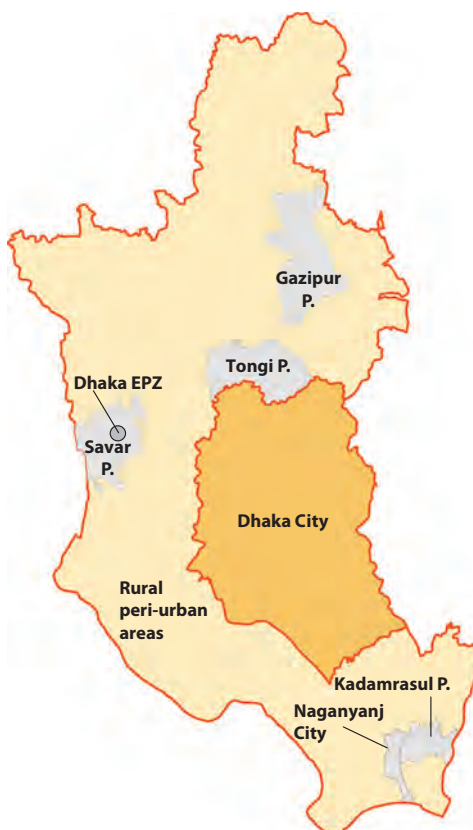 Gazipur
P.
Tongi P.
Dhaka EPZ
Savar
P.
Dhaka City
Rural
peri-urban
areas
Kadamrasul P.
Naganyanj
City